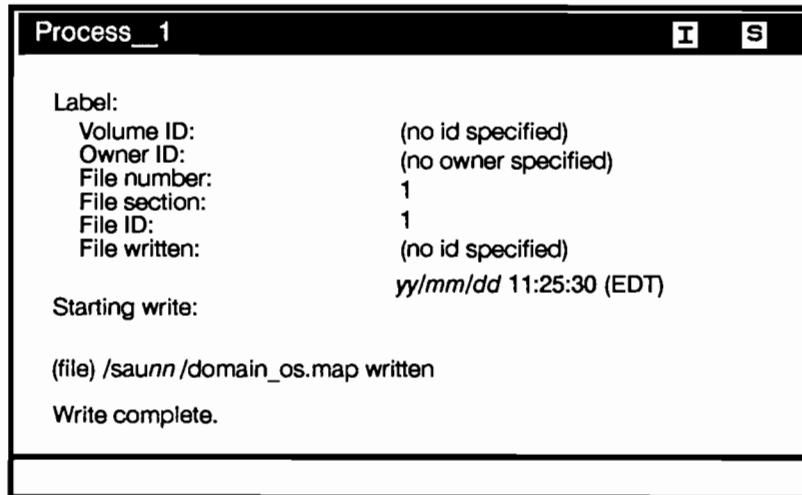 Process__1 I S
Label:
Volume ID: (no id specified)
Owner ID: (no owner specified)
File number: 1
File section: 1
File ID: (no id specified)
File written: yy/mm/dd 11:25:30 (EDT)
Starting write:
(file) /saunn /domain_os.map written
Write complete.